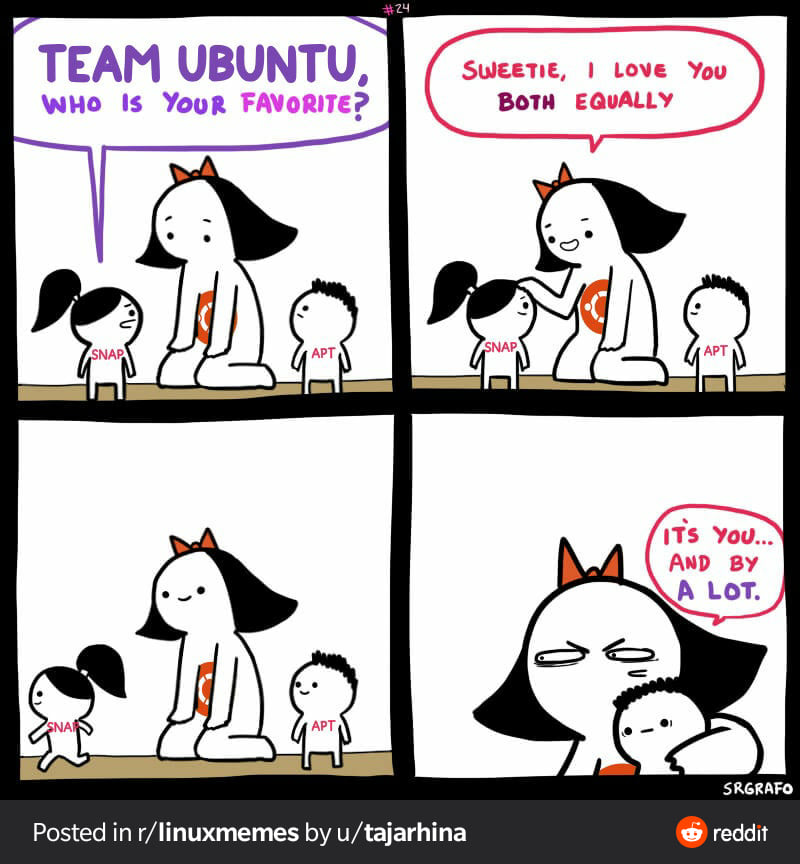 #24
TEAM UBUNTU,
WHO IS YOUR FAVORITE?
SNAP
APT
SWEETIE, I LOVE YOU
BOTH EQUALLY
SNAP
APT
SNAP
APT
IT'S YOU...
AND BY
A LOT.
SRGRAFO
Posted in r/linuxmemes by u/tajarhina
reddit